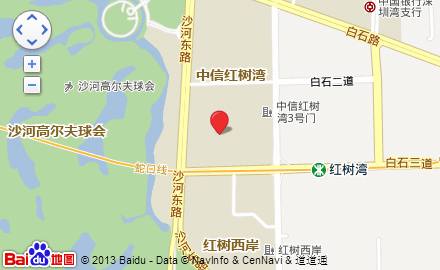 中国银行深
圳湾支行
沙河东路
白石路
中信红树湾
白石二道
沙河高尔夫球会
中信红树
湾3号门
沙河高尔夫球会
蛇口线
红树湾
白石三道
沙河东路
红树西岸
红树西岸
Bai 地图
© 2013 Baidu - Data © NavInfo & CenNavi & 道道通